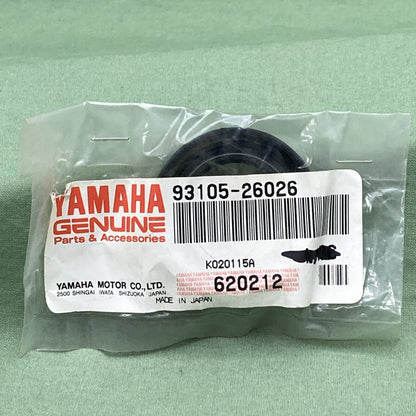 YAMAHA 93105-26026
GENUINE
Parts & Accessories
K020115A
YAMAHA MOTOR CO.,LTD.
2500 SHINGAI IWATA SHIZUOKA JAPAN
620212
MADE IN JAPAN